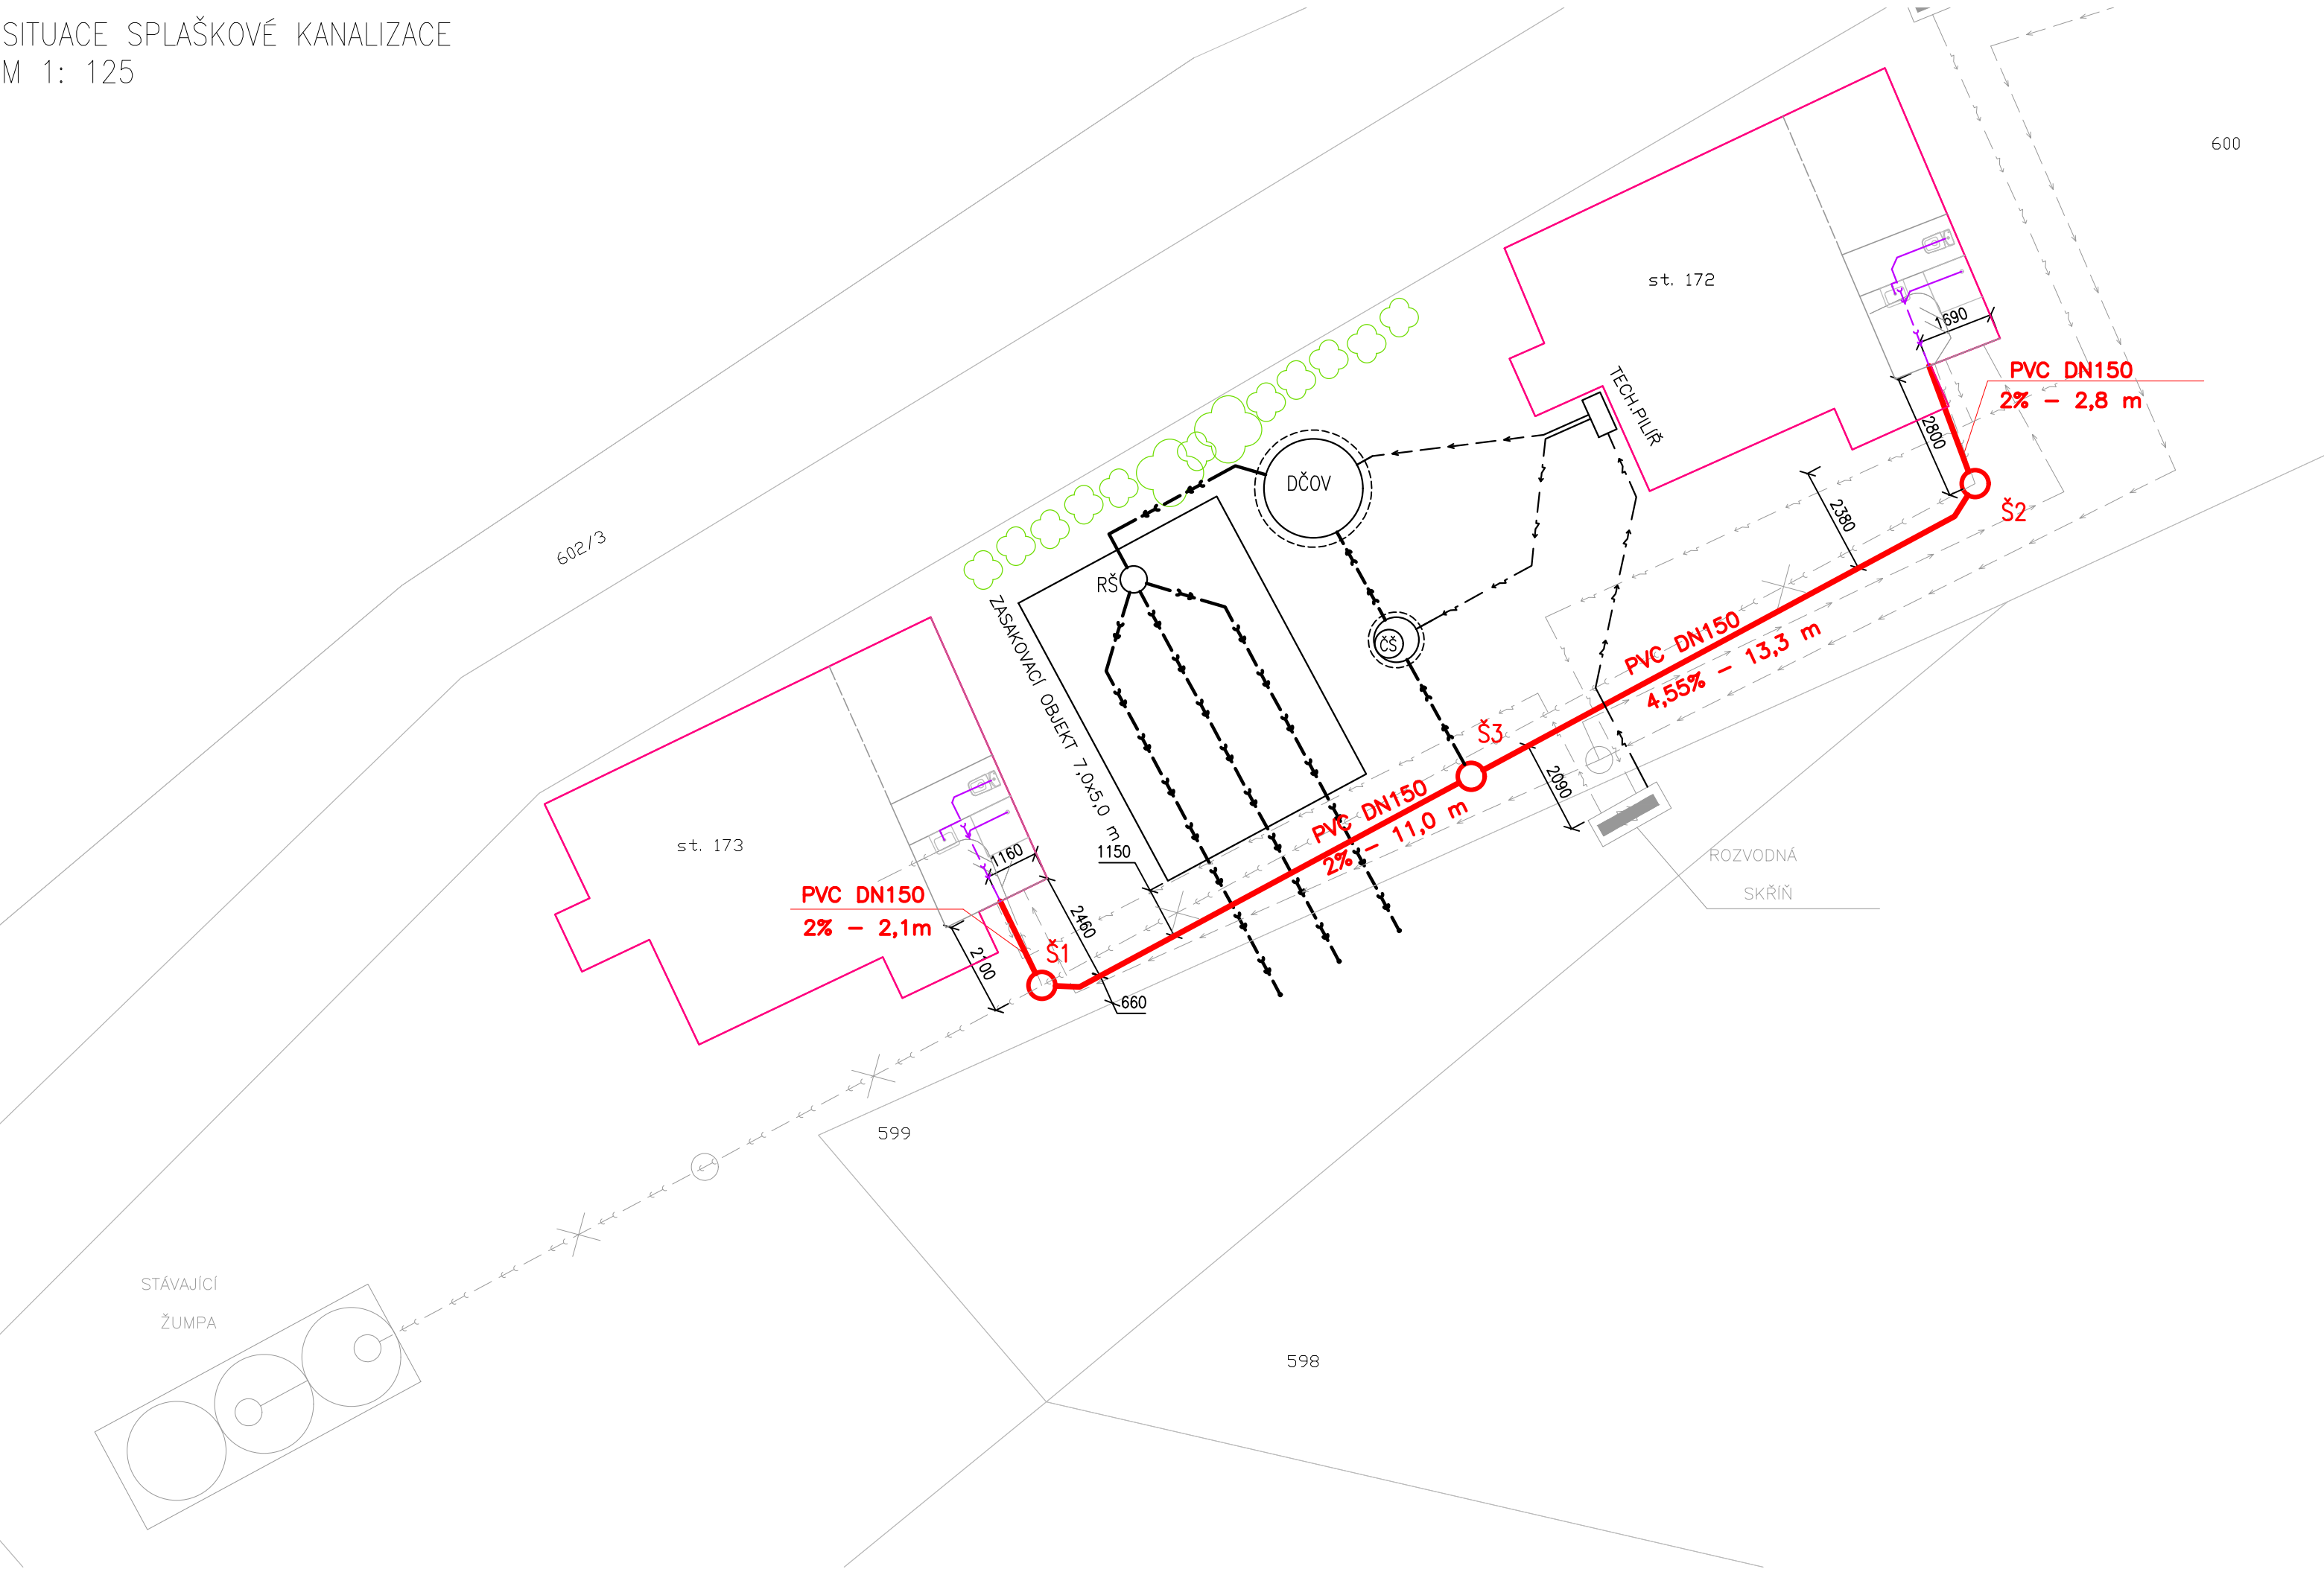 SITUACE SPLAŠKOVÉ KANALIZACE
M 1: 125
600
st. 172
1690
TECH.PILÍŘ
PVC DN150
2% - 2,8 m
2800
DČOV
2380
Š2
602/3
RŠ
ČŠ
ZASAKOVACÍ OBJEKT 7,0x5,0 m
PVC DN150
4,55% - 13,3 m
Š3
2090
PVC DN150
2% - 11,0 m
st. 173
1160
1150
ROZVODNÁ
SKŘÍŇ
PVC DN150
2% - 2,1m
2460
Š1
2100
660
599
STÁVAJÍCÍ
ŽUMPA
598